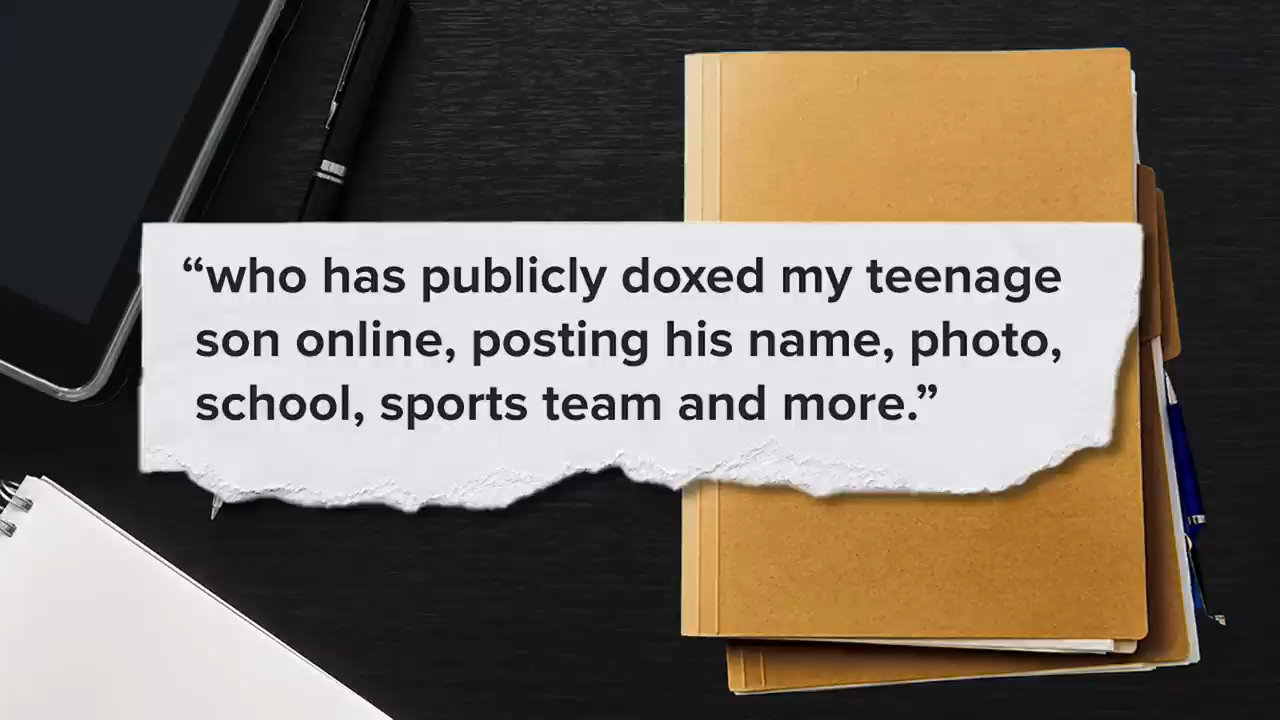 “who has publicly doxed my teenage
son online, posting his name, photo,
school, sports team and more.”